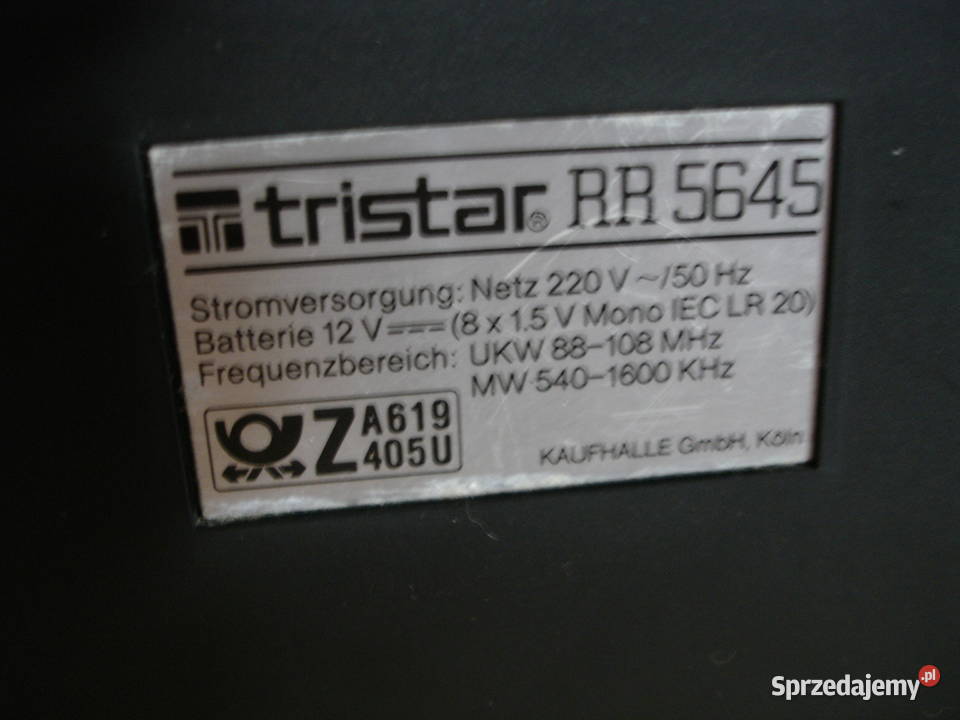 tristar® RR 5645
Stromversorgung: Netz 220 V ~/50 Hz
Batterie 12 V⎓(8 x 1.5 V Mono IEC LR 20)
Frequenzbereich: UKW 88-108 MHz
MW 540-1600 KHz
Z A619
405U
KAUFHALLE GmbH, Köln
Sprzedajemy.pl